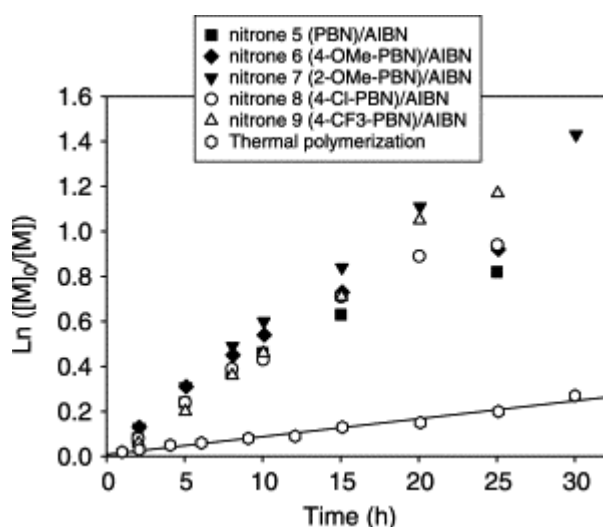 nitrone 5 (PBN)/AIBN
nitrone 6 (4-OMe-PBN)/AIBN
nitrone 7 (2-OMe-PBN)/AIBN
nitrone 8 (4-Cl-PBN)/AIBN
nitrone 9 (4-CF3-PBN)/AIBN
Thermal polymerization
Ln ([M]0/[M])
1.6
1.4
1.2
1.0
0.8
0.6
0.4
0.2
0.0
0 5 10 15 20 25 30
Time (h)